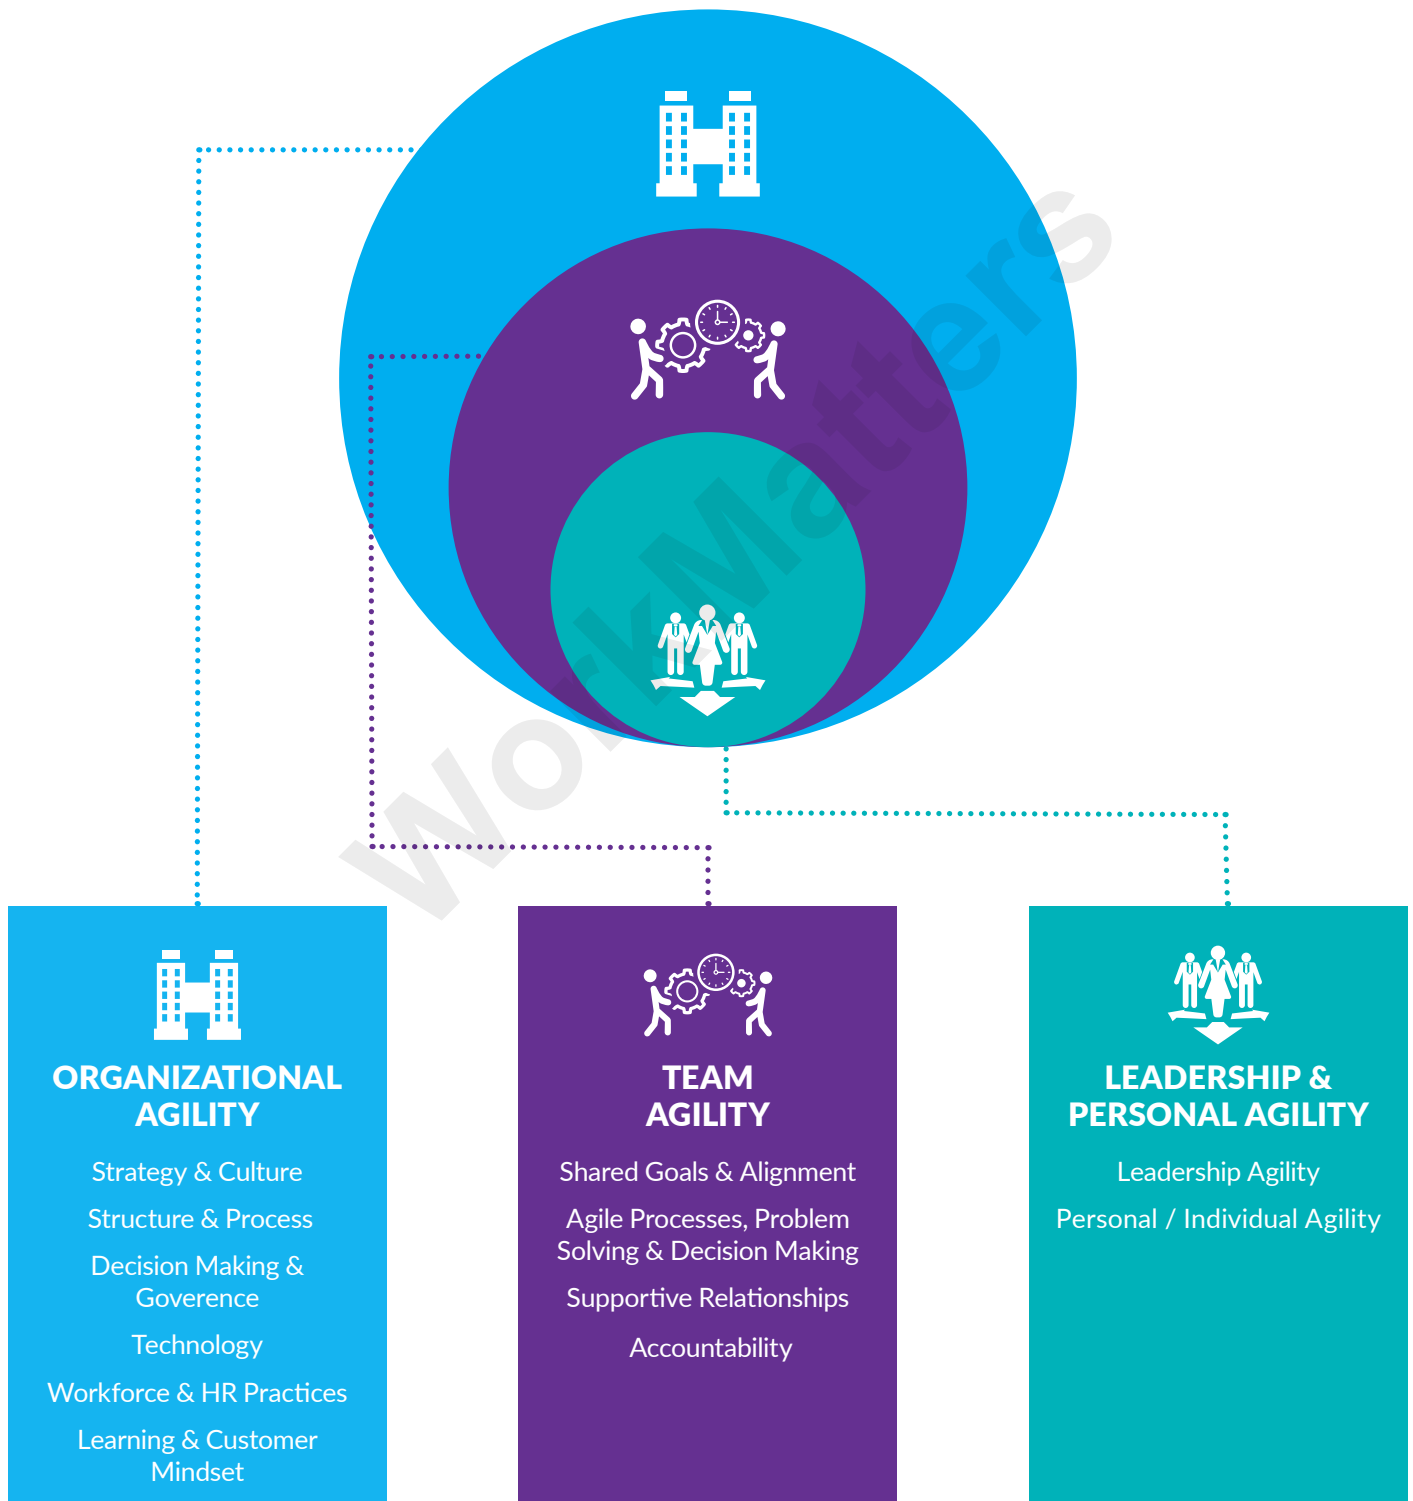 WorkMatters
ORGANIZATIONAL
AGILITY
Strategy & Culture
Structure & Process
Decision Making &
Goverence
Technology
Workforce & HR Practices
Learning & Customer
Mindset
TEAM
AGILITY
Shared Goals & Alignment
Agile Processes, Problem
Solving & Decision Making
Supportive Relationships
Accountability
LEADERSHIP &
PERSONAL AGILITY
Leadership Agility
Personal / Individual Agility